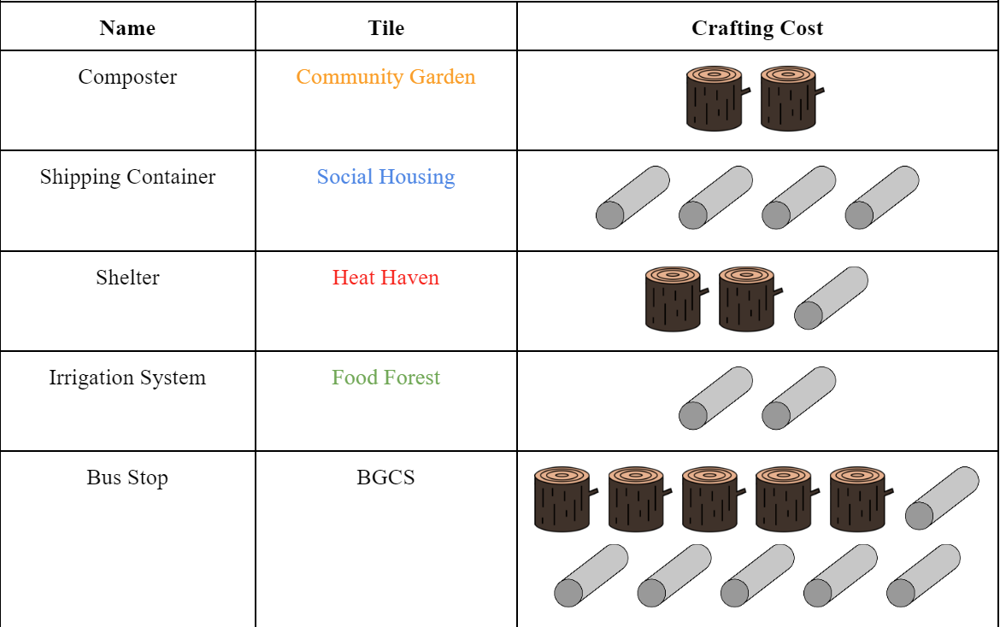 Name Tile Crafting Cost
Composter Community Garden
Shipping Container Social Housing
Shelter Heat Haven
Irrigation System Food Forest
Bus Stop BGCS